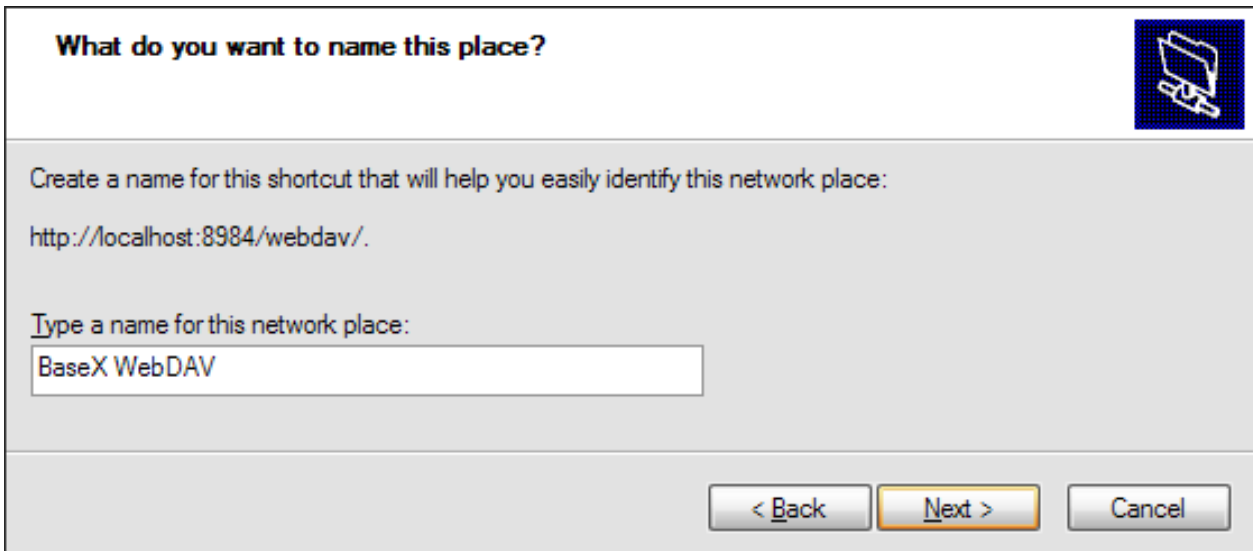 What do you want to name this place?
Create a name for this shortcut that will help you easily identify this network place:
http://localhost:8984/webdav/.
Type a name for this network place:
BaseX WebDAV
< Back Next > Cancel